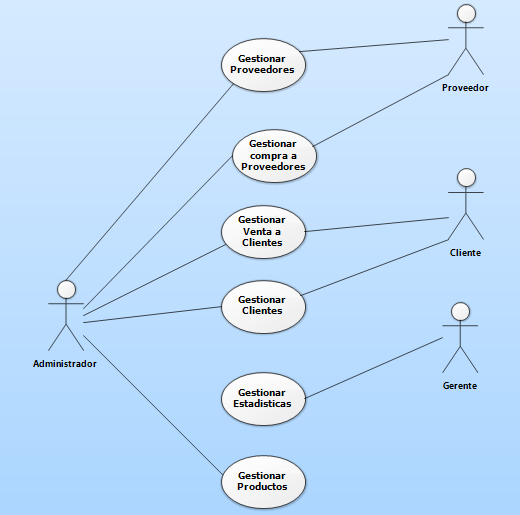 Gestionar
Proveedores
Proveedor
Gestionar
compra a
Proveedores
Gestionar
Venta a
Clientes
Cliente
Gestionar
Clientes
Administrador
Gestionar
Estadisticas
Gerente
Gestionar
Productos